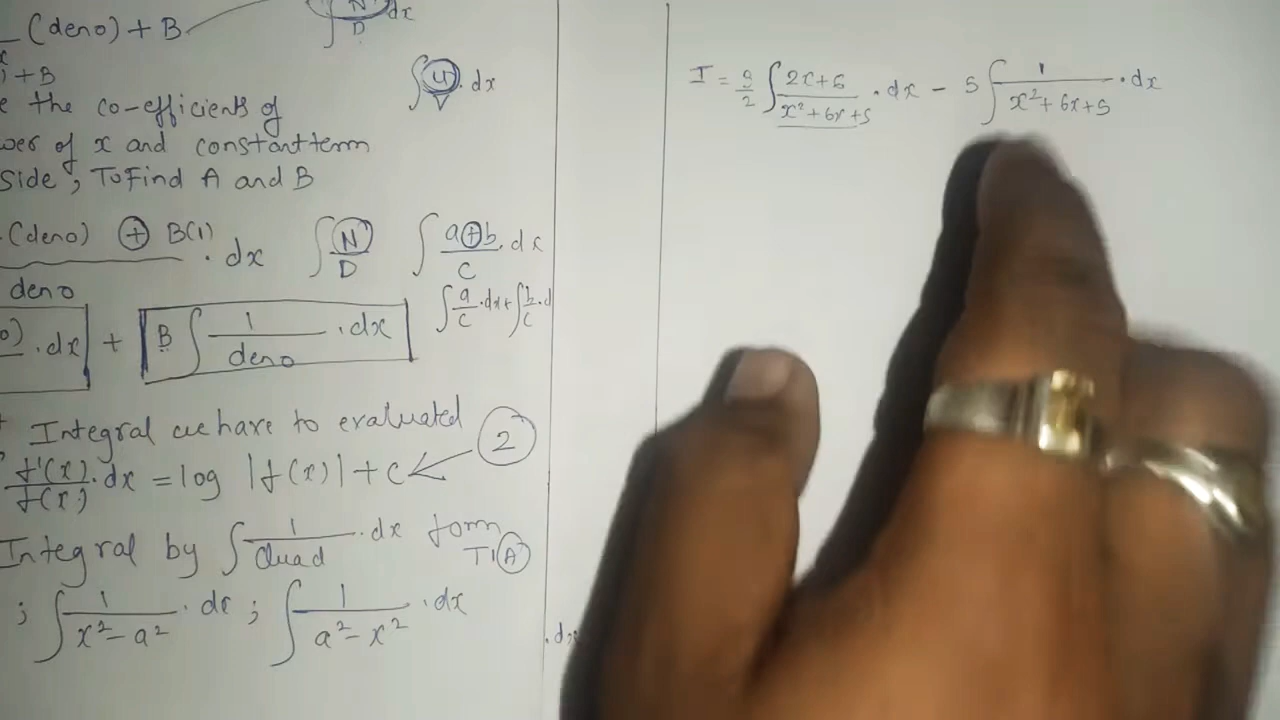 (deno) + B
∫ N/D dx
) + B
∫ u/v . dx
e the co-efficients of
wer of x and constant term
side, To Find A and B
(deno) + B(1) / deno . dx
∫ N/D
∫ a+b/c . dx
∫ a/c . dx + ∫ b/c . d
. dx + B ∫ 1/deno . dx
Integral we have to evaluated
f'(x)/f(x) . dx = log |f(x)| + c
2
Integral by ∫ 1/Quad . dx form
T1 A
; ∫ 1/x²-a² . dx ; ∫ 1/a²-x² . dx
I = 9/2 ∫ 2x+6/x²+6x+5 . dx - 5 ∫ 1/x²+6x+5 . dx
.dx